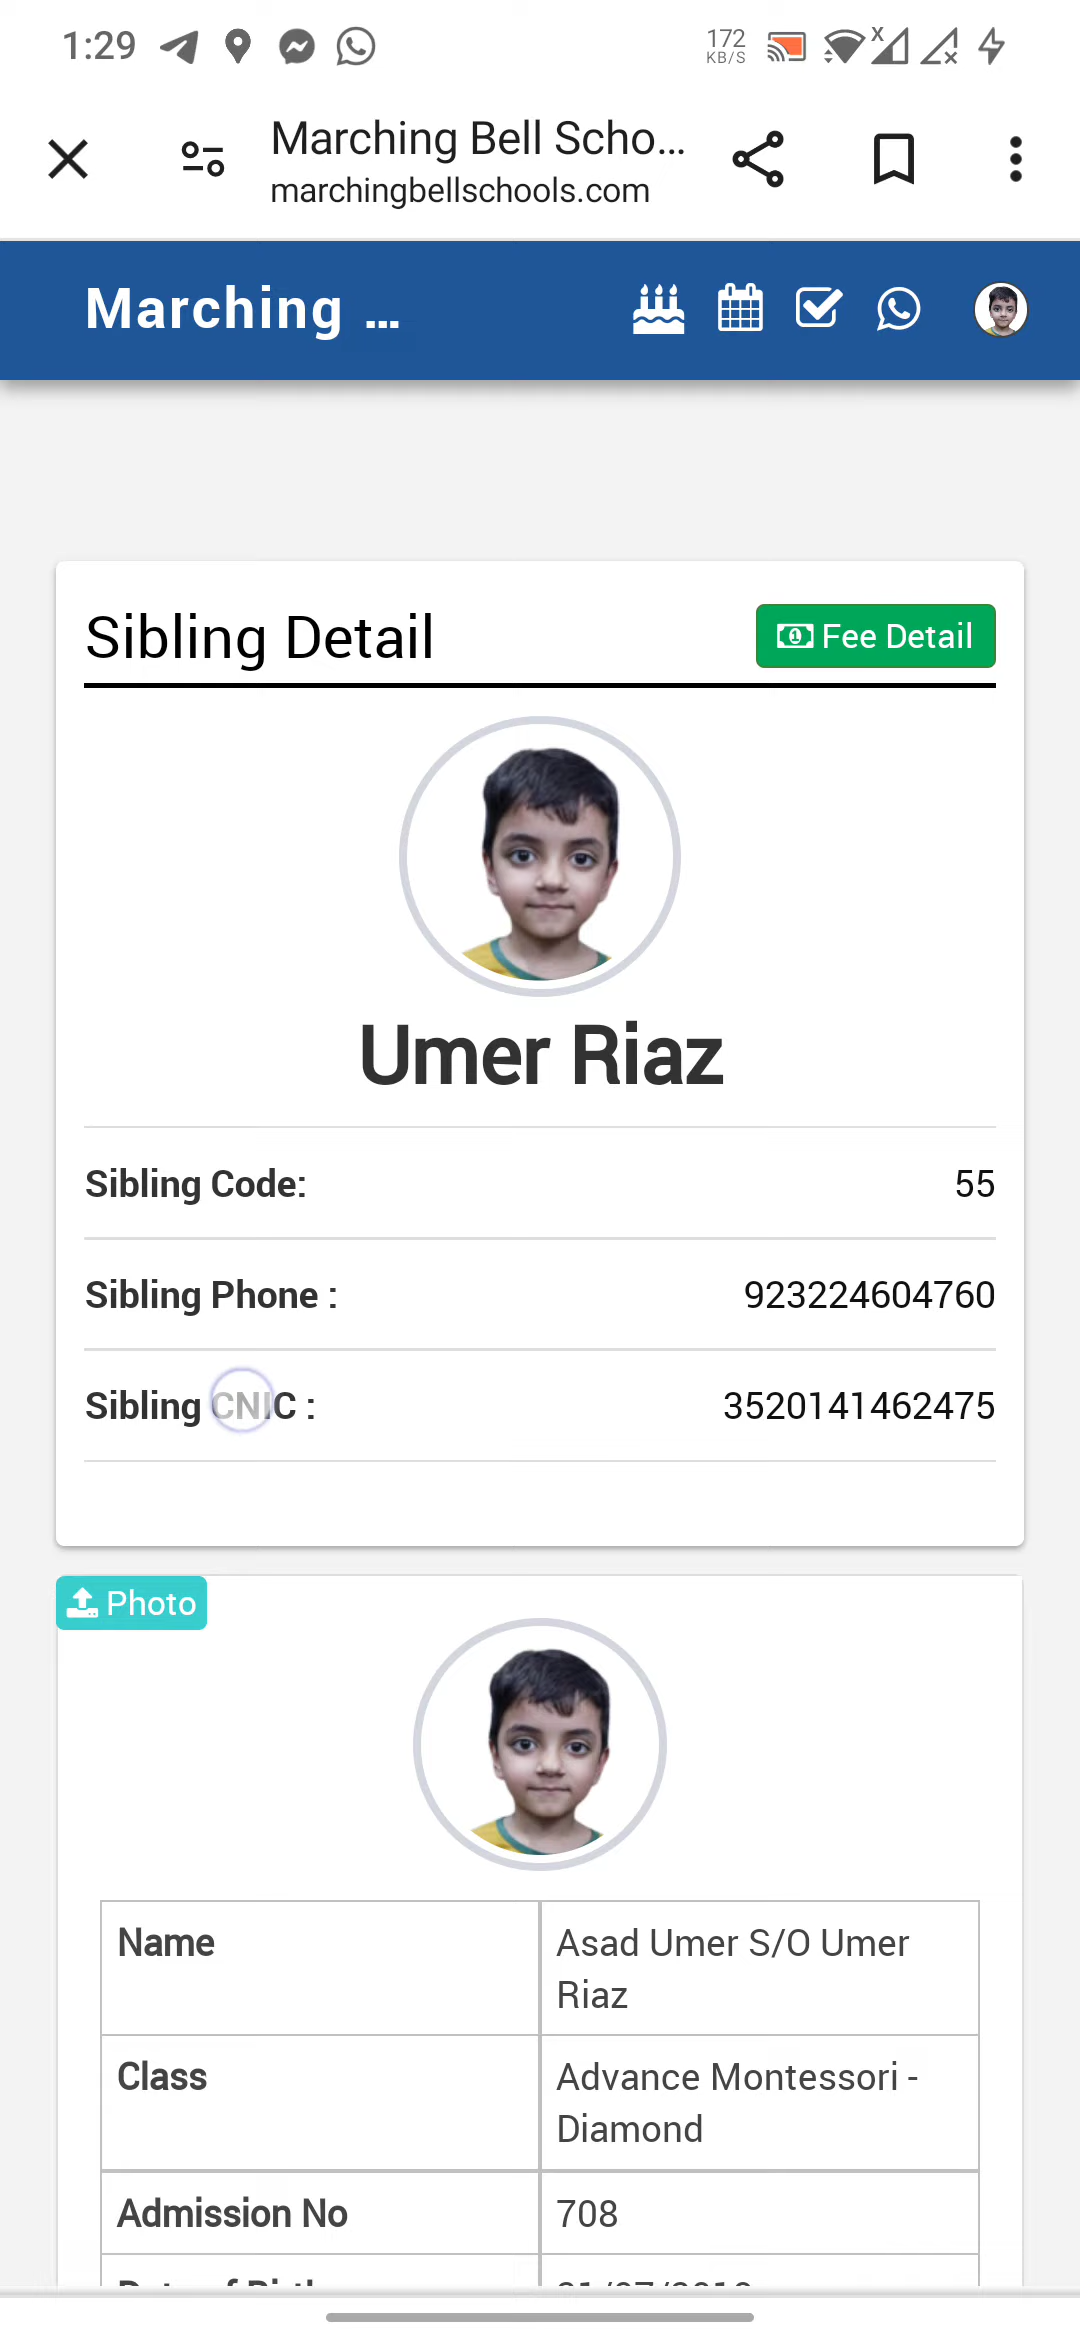 1:29
172
KB/S
Marching Bell Scho...
marchingbellschools.com
Marching ...
Sibling Detail
Fee Detail
Umer Riaz
Sibling Code: 55
Sibling Phone : 923224604760
Sibling CNIC : 3520141462475
Photo
Name
Asad Umer S/O Umer
Riaz
Class
Advance Montessori -
Diamond
Admission No
708